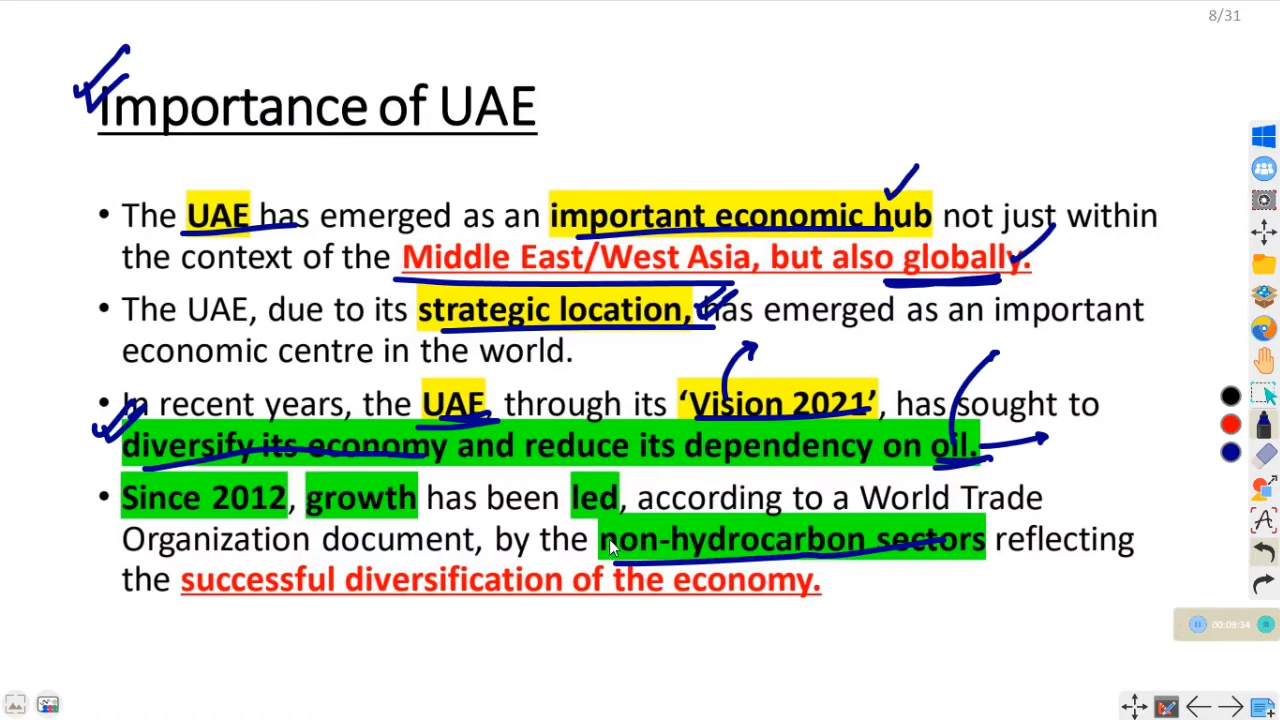 8/31
Importance of UAE
• The UAE has emerged as an important economic hub not just within
the context of the Middle East/West Asia, but also globally.
• The UAE, due to its strategic location, has emerged as an important
economic centre in the world.
• In recent years, the UAE, through its ‘Vision 2021’, has sought to
diversify its economy and reduce its dependency on oil.
• Since 2012, growth has been led, according to a World Trade
Organization document, by the non-hydrocarbon sectors reflecting
the successful diversification of the economy.
00:09:34